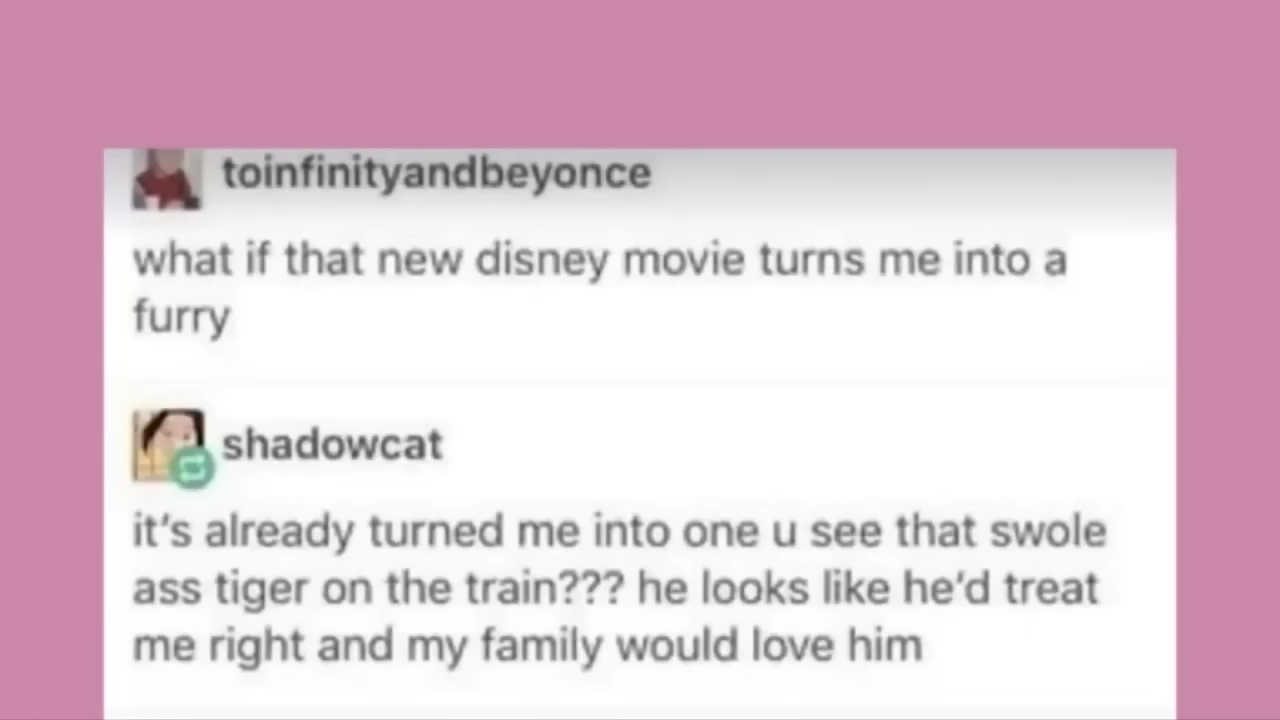 toinfinityandbeyonce
what if that new disney movie turns me into a
furry
shadowcat
it's already turned me into one u see that swole
ass tiger on the train??? he looks like he'd treat
me right and my family would love him